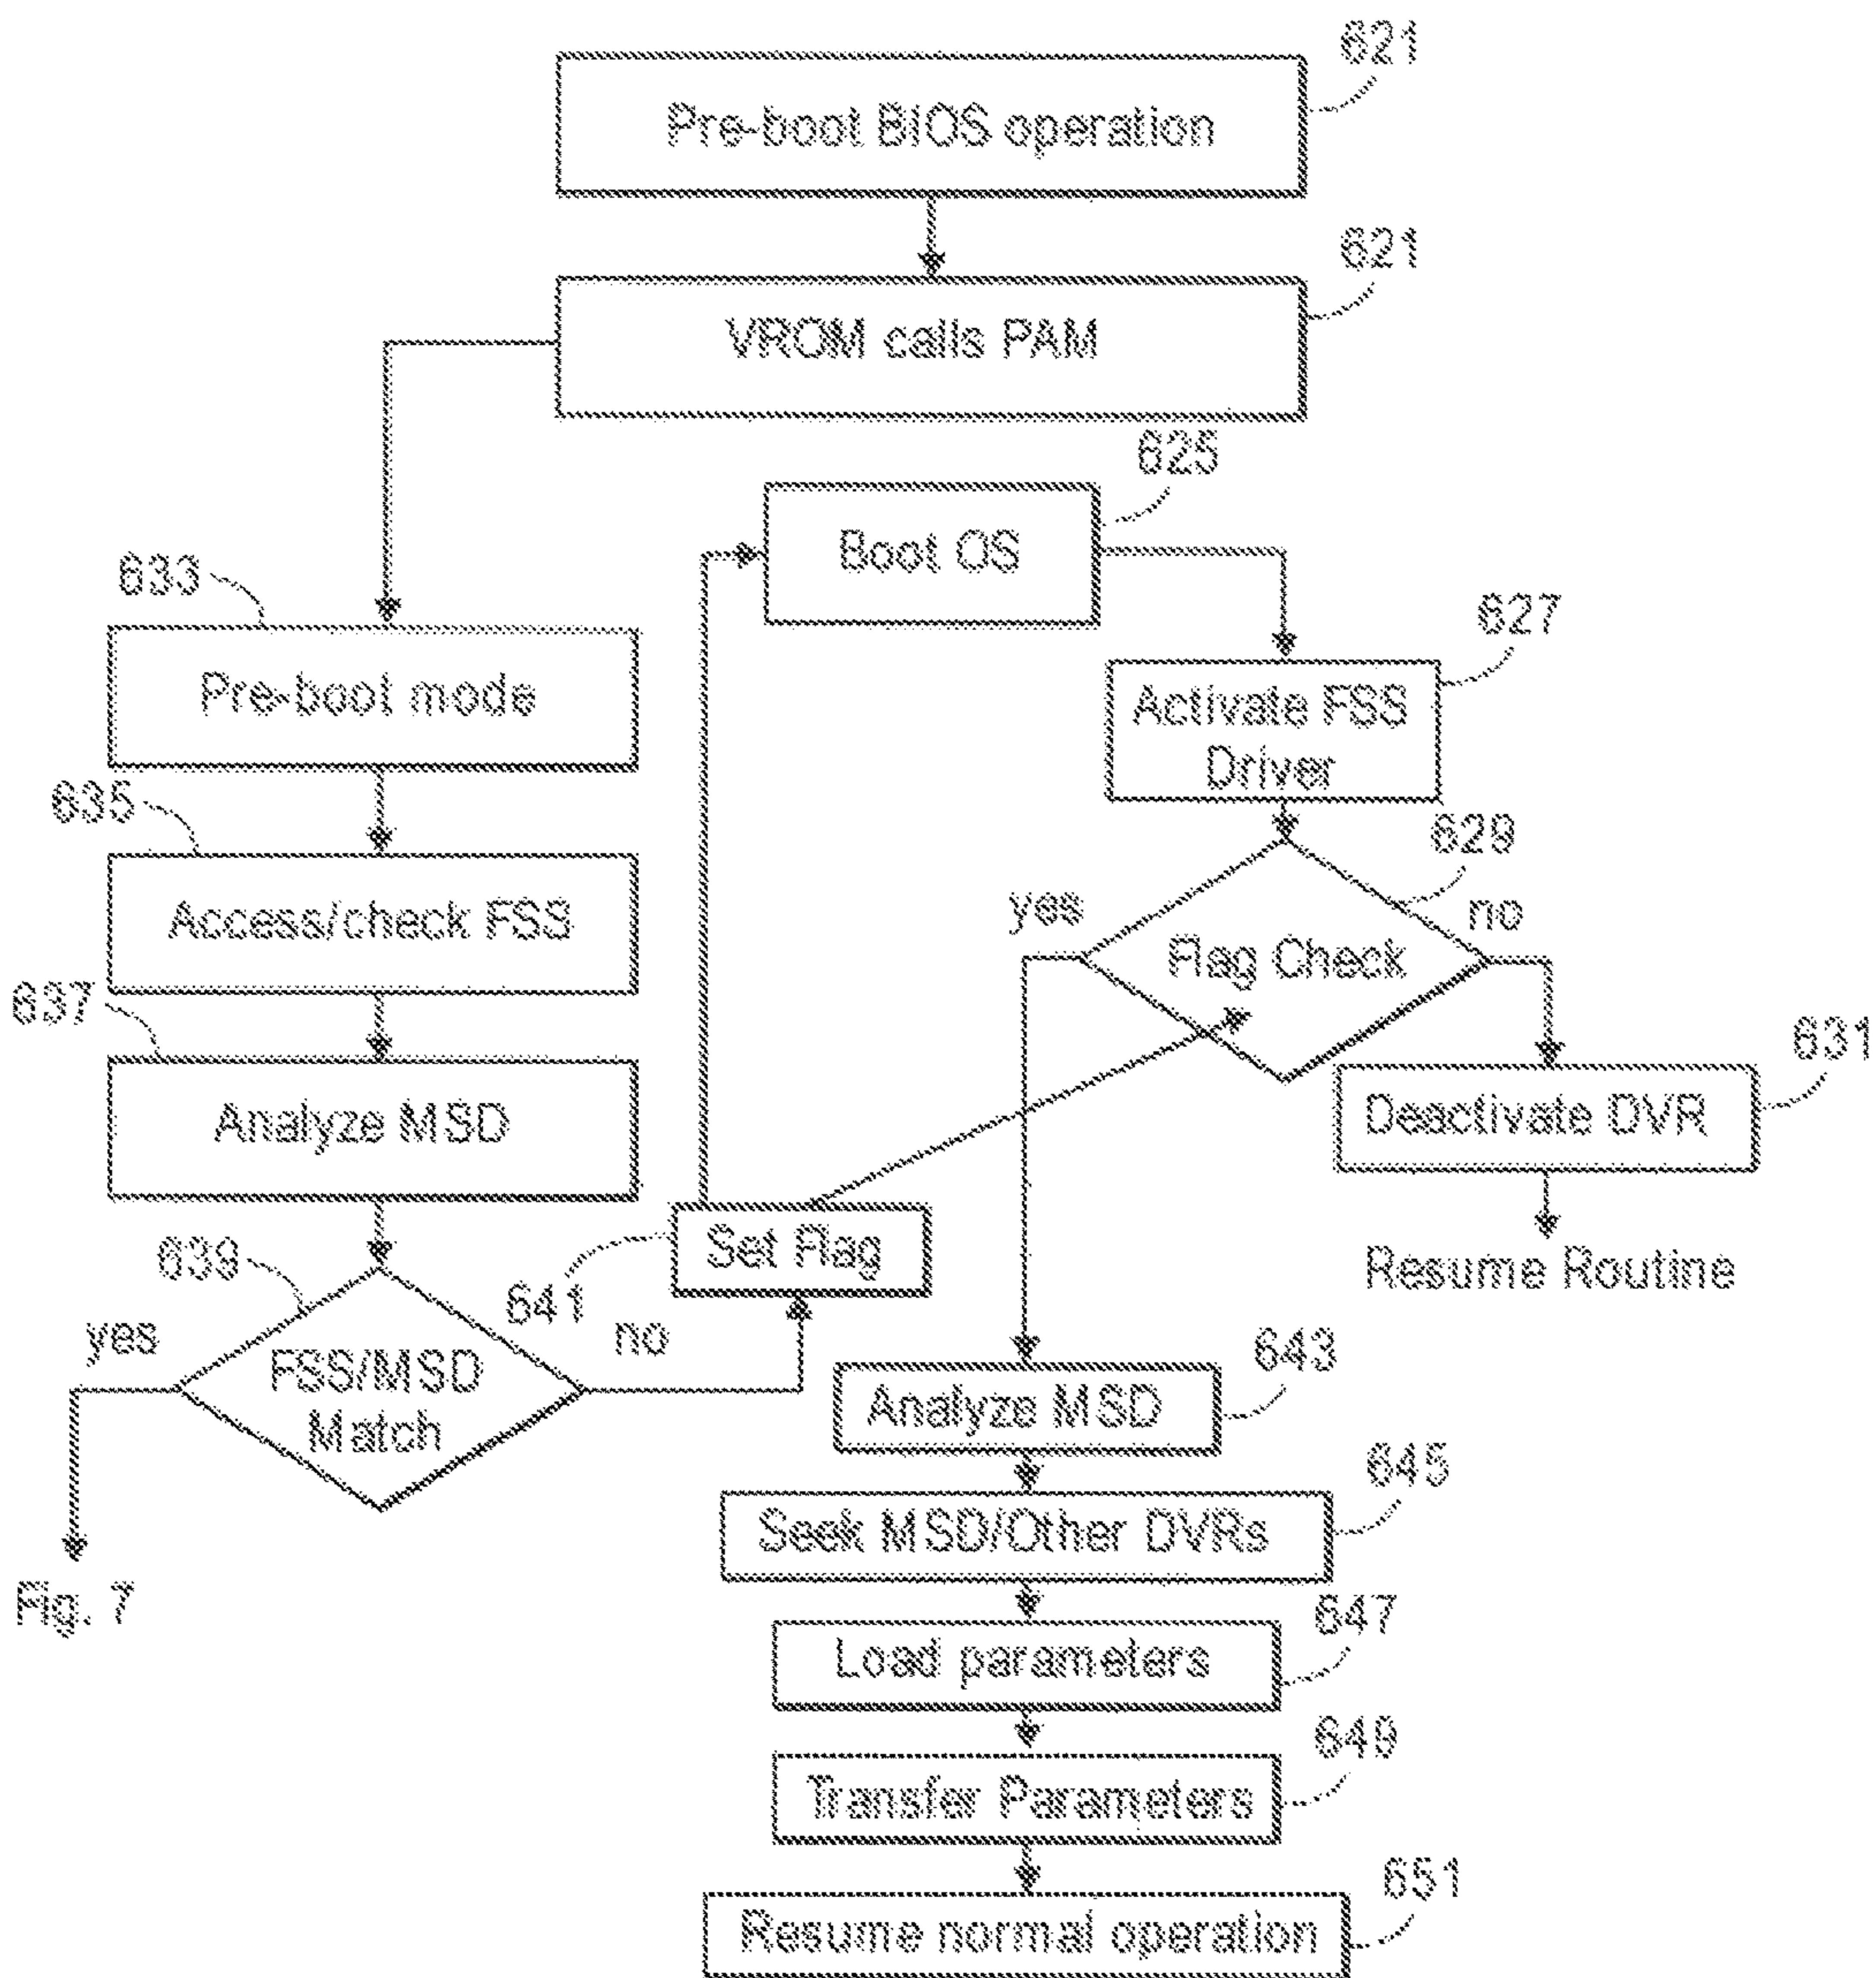 621
Pre-boot BIOS operation
621
VROM calls PAM
625
Boot OS
633
627
Pre-boot mode
Activate FSS
Driver
635
629
yes
no
Access/check FSS
Flag Check
637
631
Analyze MSD
Deactivate DVR
639
Set Flag
641
Resume Routine
yes
no
FSS/MSD
Match
643
Analyze MSD
645
Seek MSD/Other DVRs
Fig. 7
647
Load parameters
649
Transfer Parameters
651
Resume normal operation